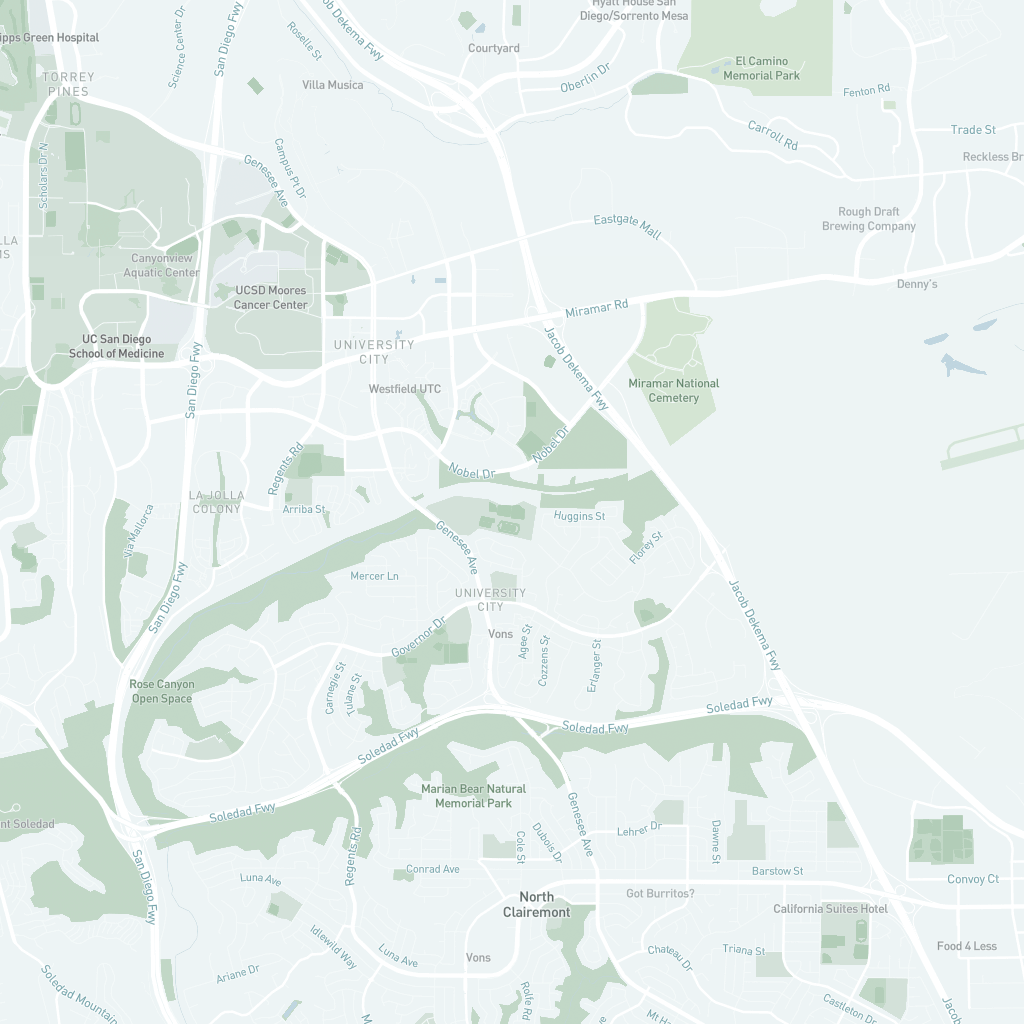 Hyatt House San
Diego/Sorrento Mesa
Green Hospital
Science Center Dr
San Diego Fwy
Roselle St
Dekema Fwy
Courtyard
Villa Musica
TORREY
PINES
Oberlin Dr
El Camino
Memorial Park
Fenton Rd
Carroll Rd
Trade St
Reckless
Scholars Dr N
Genesee Ave
Campus Pt Dr
Eastgate Mall
Rough Draft
Brewing Company
Canyonview
Aquatic Center
UCSD Moores
Cancer Center
Denny's
Miramar Rd
UC San Diego
School of Medicine
UNIVERSITY
CITY
Jacob Dekema Fwy
San Diego Fwy
Westfield UTC
Miramar National
Cemetery
Nobel Dr
Nobel Dr
Regents Rd
LA JOLLA
COLONY
Arriba St
Huggins St
Via Mallorca
Genesee Ave
Florey St
Mercer Ln
San Diego Fwy
UNIVERSITY
CITY
Jacob Dekema Fwy
Governor Dr
Vons
Agee St
Cozzens St
Erlanger St
Rose Canyon
Open Space
Carnegie St
Tulane St
Soledad Fwy
Soledad Fwy
Soledad Fwy
Marian Bear Natural
Memorial Park
Soledad Fwy
Soledad
Genesee Ave
Dubois Dr
Cole St
Lehrer Dr
Dawne St
Regents Rd
San Diego Fwy
Luna Ave
Conrad Ave
Barstow St
Convoy Ct
North
Clairemont
Got Burritos?
California Suites Hotel
Idlewild Way
Luna Ave
Vons
Chateau Dr
Triana St
Food 4 Less
Ariane Dr
Soledad Mountain
Rolfe Rd
Castleton Dr
Jacob